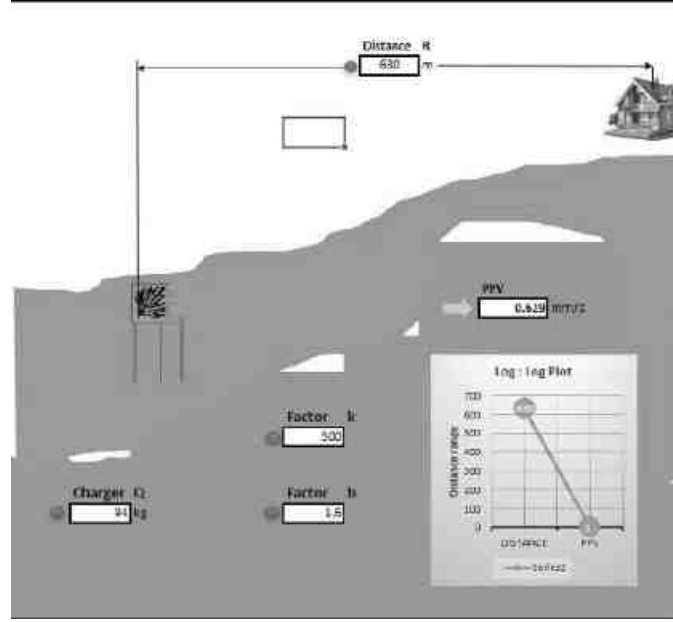 Distance R
630 m
PPV
0.629 mm/s
Log : Log Plot
700
600
500
400
300
200
100
0
Distance range
DISTANCE PPV
Factor k
500
Charger Q
94 kg
Factor b
1.6